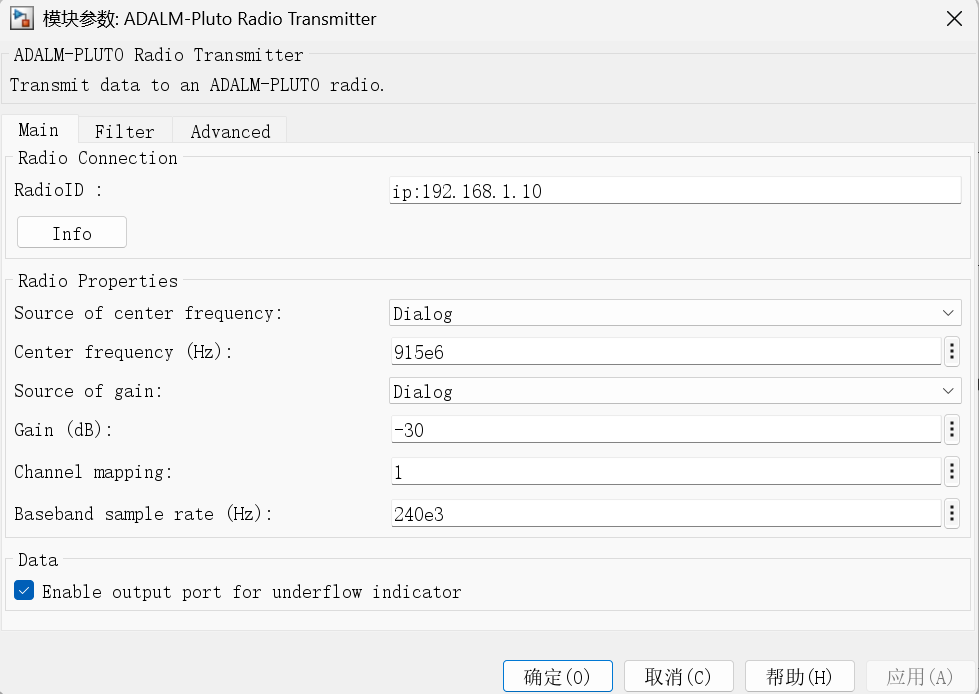 模块参数: ADALM-Pluto Radio Transmitter
ADALM-PLUTO Radio Transmitter
Transmit data to an ADALM-PLUTO radio.
Main Filter Advanced
Radio Connection
RadioID : ip:192.168.1.10
Info
Radio Properties
Source of center frequency: Dialog
Center frequency (Hz): 915e6
Source of gain: Dialog
Gain (dB): -30
Channel mapping: 1
Baseband sample rate (Hz): 240e3
Data
Enable output port for underflow indicator
确定(O) 取消(C) 帮助(H) 应用(A)